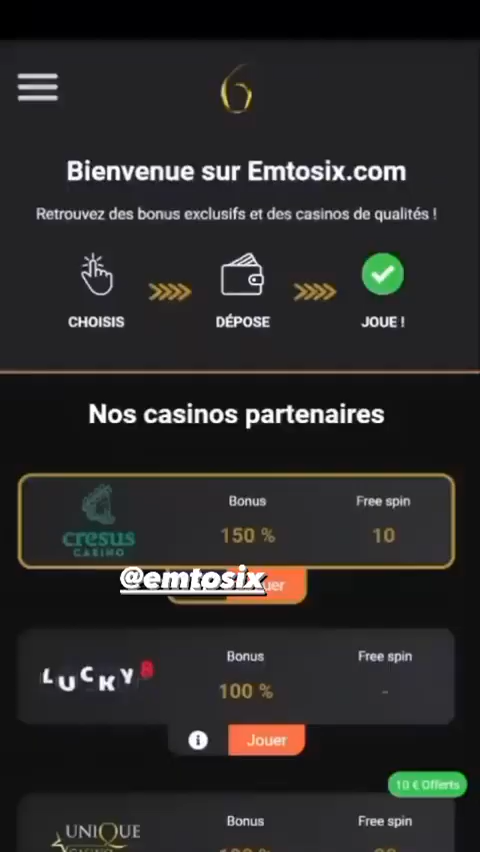 Bienvenue sur Emtosix.com
Retrouvez des bonus exclusifs et des casinos de qualités !
CHOISIS
DÉPOSE
JOUE !
Nos casinos partenaires
cresus
CASINO
Bonus
150 %
Free spin
10
@emtosix
LUCKY8
Bonus
100 %
Free spin
-
Jouer
10 € Offerts
UNIQUE
Bonus
Free spin